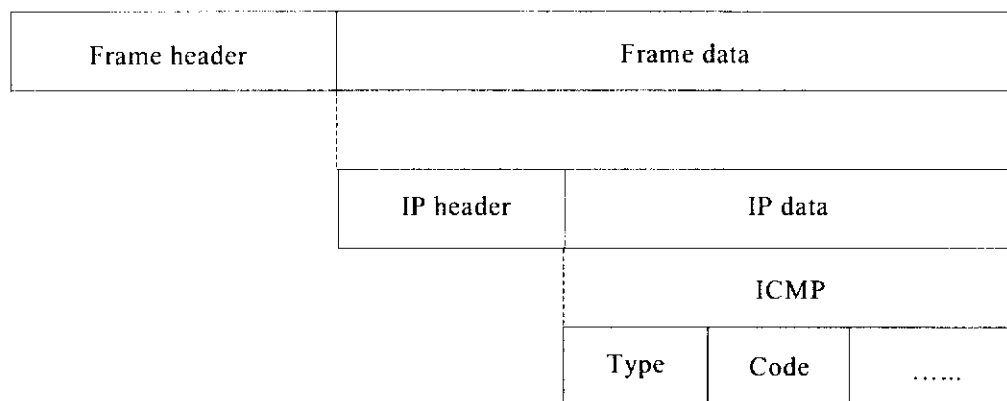 Frame header
Frame data
IP header
IP data
ICMP
Type
Code
......